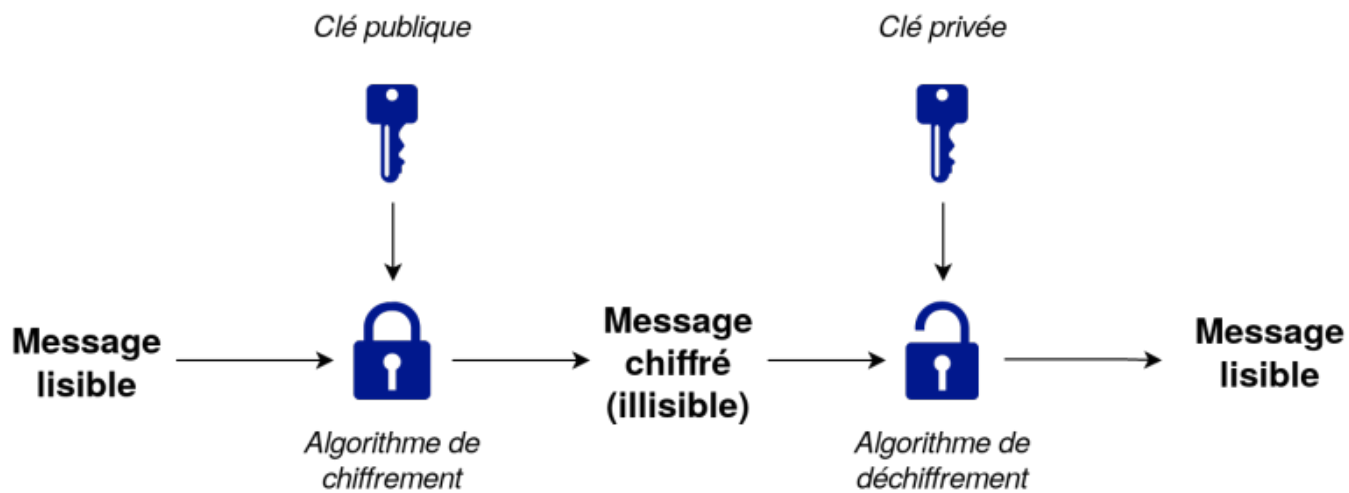 Clé publique
Clé privée
Message
lisible
Message
chiffré
(illisible)
Message
lisible
Algorithme de
chiffrement
Algorithme de
déchiffrement